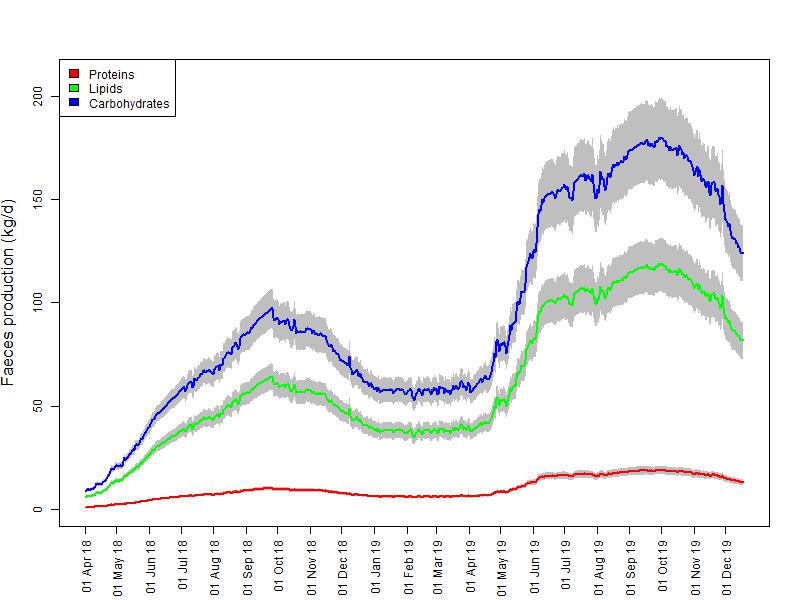 Proteins
Lipids
Carbohydrates
Faeces production (kg/d)
200
150
100
50
0
01 Apr 18
01 May 18
01 Jun 18
01 Jul 18
01 Aug 18
01 Sep 18
01 Oct 18
01 Nov 18
01 Dec 18
01 Jan 19
01 Feb 19
01 Mar 19
01 Apr 19
01 May 19
01 Jun 19
01 Jul 19
01 Aug 19
01 Sep 19
01 Oct 19
01 Nov 19
01 Dec 19